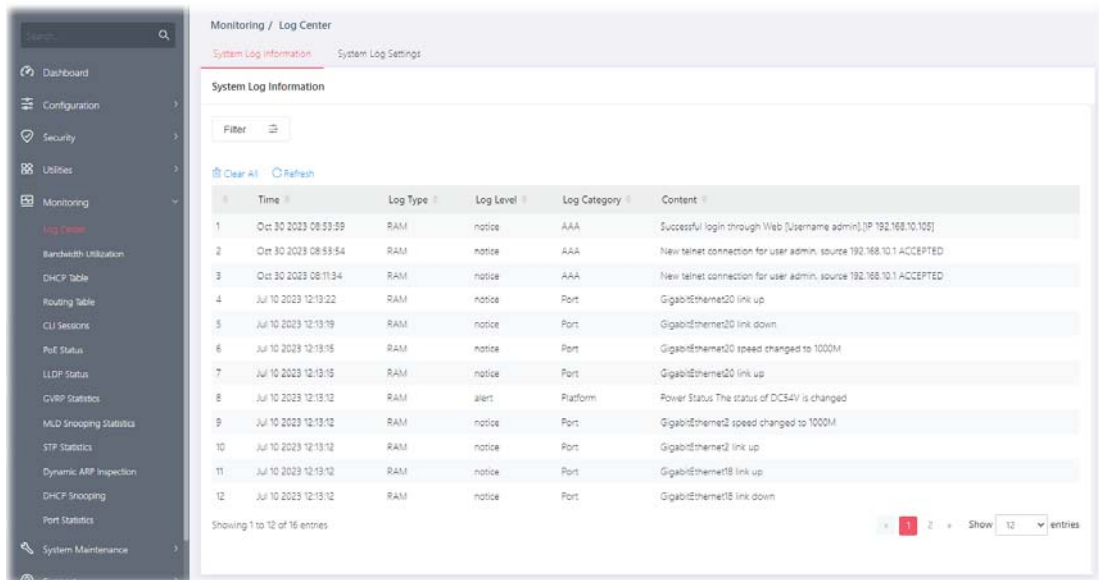 Search...
Dashboard
Configuration
Security
Utilities
Monitoring
Log Center
Bandwidth Utilization
DHCP Table
Routing Table
CLI Sessions
PoE Status
LLDP Status
GVRP Statistics
MLD Snooping Statistics
STP Statistics
Dynamic ARP Inspection
DHCP Snooping
Port Statistics
System Maintenance
Monitoring / Log Center
System Log Information System Log Settings
System Log Information
Filter
Clear All Refresh
Time Log Type Log Level Log Category Content
1 Oct 30 2023 08:53:59 RAM notice AAA Successful login through Web [Username admin],[IP 192.168.10.105]
2 Oct 30 2023 08:53:54 RAM notice AAA New telnet connection for user admin, source 192.168.10.1 ACCEPTED
3 Oct 30 2023 08:11:34 RAM notice AAA New telnet connection for user admin, source 192.168.10.1 ACCEPTED
4 Jul 10 2023 12:13:22 RAM notice Port GigabitEthernet20 link up
5 Jul 10 2023 12:13:19 RAM notice Port GigabitEthernet20 link down
6 Jul 10 2023 12:13:15 RAM notice Port GigabitEthernet20 speed changed to 1000M
7 Jul 10 2023 12:13:15 RAM notice Port GigabitEthernet20 link up
8 Jul 10 2023 12:13:12 RAM alert Platform Power Status The status of DC54V is changed
9 Jul 10 2023 12:13:12 RAM notice Port GigabitEthernet2 speed changed to 1000M
10 Jul 10 2023 12:13:12 RAM notice Port GigabitEthernet2 link up
11 Jul 10 2023 12:13:12 RAM notice Port GigabitEthernet18 link up
12 Jul 10 2023 12:13:12 RAM notice Port GigabitEthernet18 link down
Showing 1 to 12 of 16 entries « 1 2 » Show 12 entries